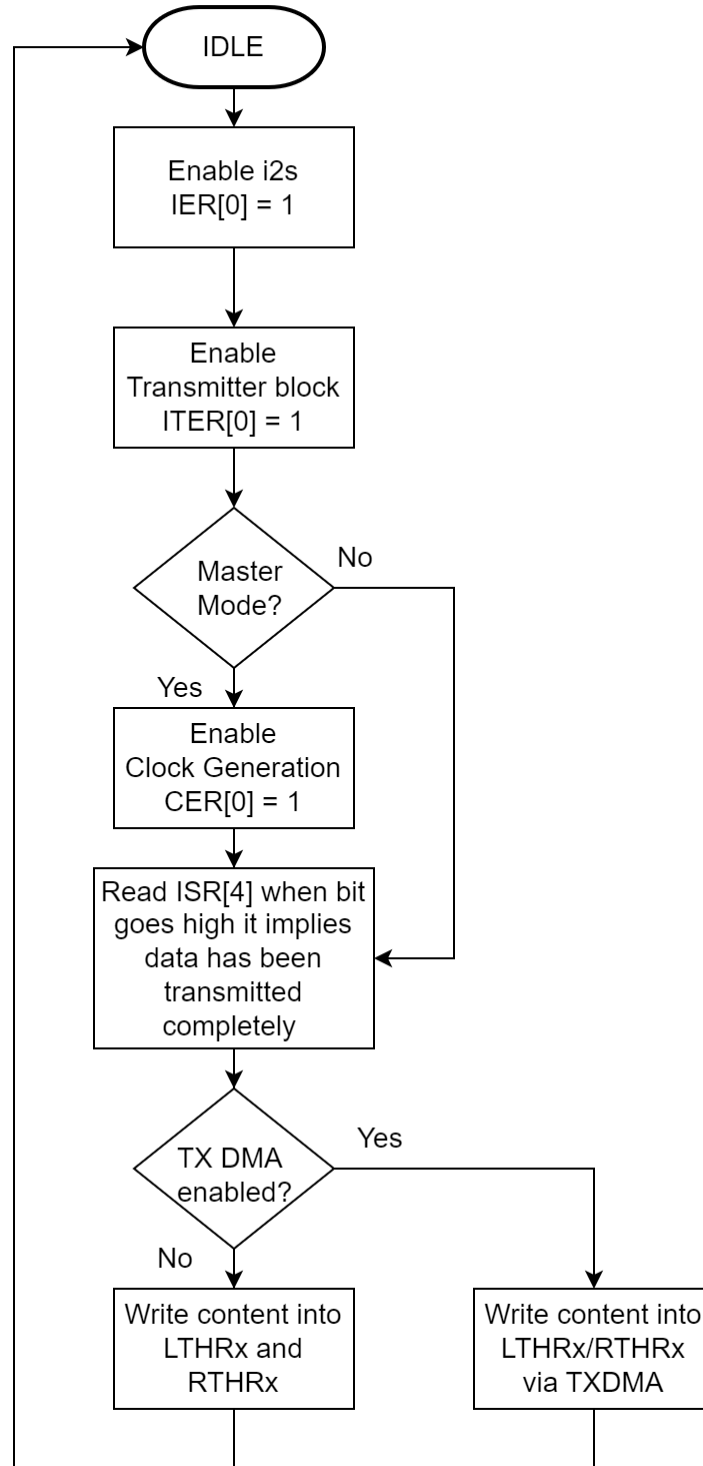 IDLE
Enable i2s
IER[0] = 1
Enable
Transmitter block
ITER[0] = 1
Master
Mode?
No
Yes
Enable
Clock Generation
CER[0] = 1
Read ISR[4] when bit
goes high it implies
data has been
transmitted
completely
TX DMA
enabled?
Yes
No
Write content into
LTHRx and
RTHRx
Write content into
LTHRx/RTHRx
via TXDMA